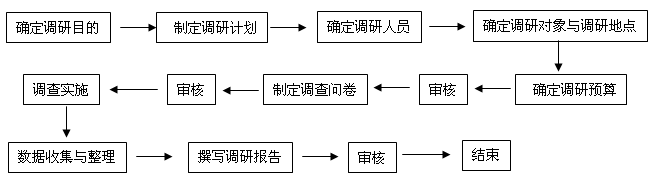 确定调研目的
制定调研计划
确定调研人员
确定调研对象与调研地点
确定调研预算
审核
制定调查问卷
审核
调查实施
数据收集与整理
撰写调研报告
审核
结束